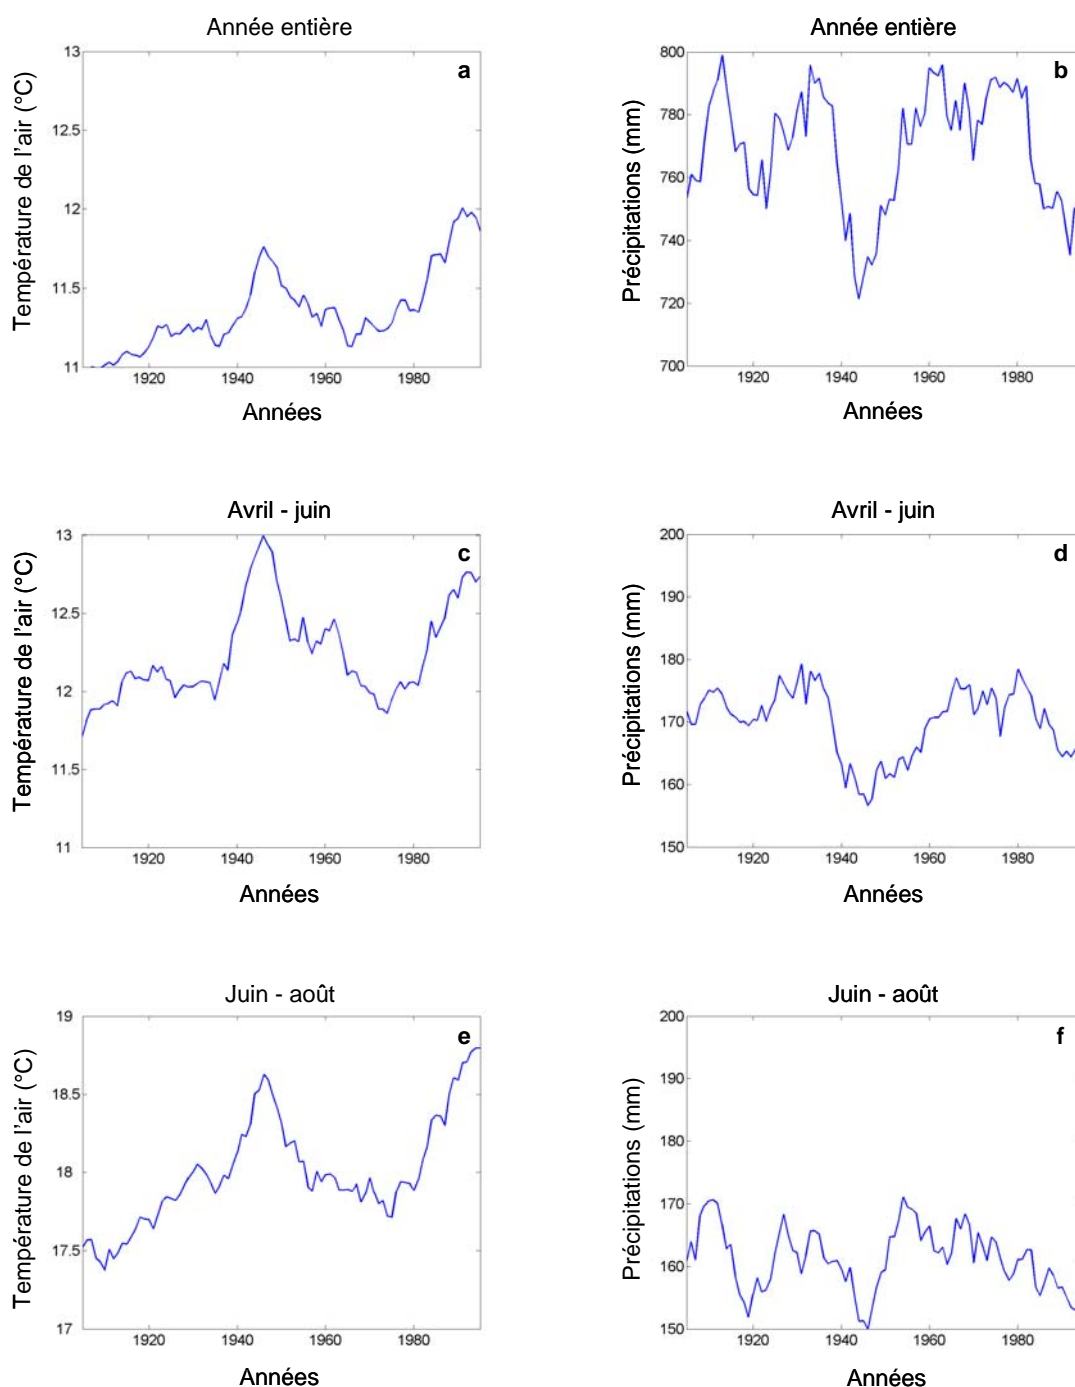 Année entière
13
12.5
12
11.5
11
a
1920
1940
1960
1980
Température de l'air (°C)
Années
Année entière
800
780
760
740
720
700
b
1920
1940
1960
1980
Précipitations (mm)
Années
Avril - juin
13
12.5
12
11.5
11
c
1920
1940
1960
1980
Température de l'air (°C)
Années
Avril - juin
200
190
180
170
160
150
d
1920
1940
1960
1980
Précipitations (mm)
Années
Juin - août
19
18.5
18
17.5
17
e
1920
1940
1960
1980
Température de l'air (°C)
Années
Juin - août
200
190
180
170
160
150
f
1920
1940
1960
1980
Précipitations (mm)
Années